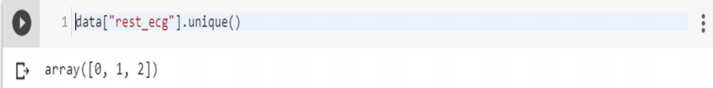 1 data["rest_ecg"].unique()
array([0, 1, 2])